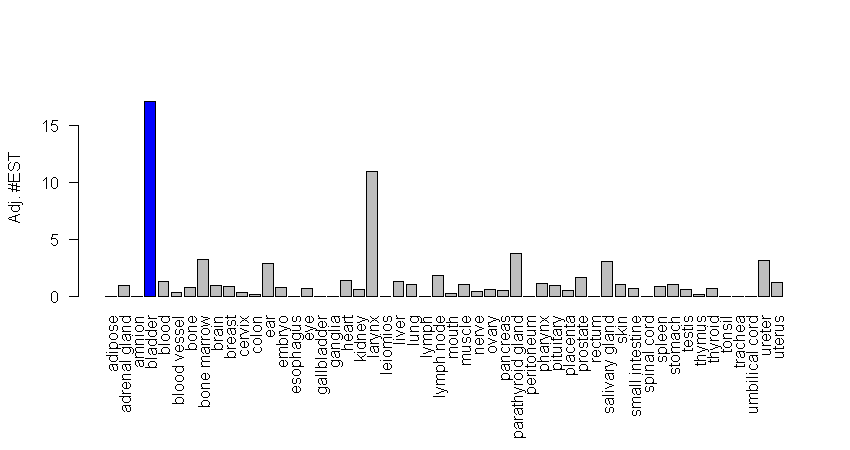 Adj. #EST
15
10
5
0
adipose
adrenal gland
amnion
bladder
blood
blood vessel
bone
bone marrow
brain
breast
cervix
colon
ear
embryo
esophagus
eye
gallbladder
ganglia
heart
kidney
larynx
leiomios
liver
lung
lymph
lymph node
mouth
muscle
nerve
ovary
pancreas
parathyroid gland
peritoneum
pharynx
pituitary
placenta
prostate
rectum
salivary gland
skin
small intestine
spinal cord
spleen
stomach
testis
thymus
thyroid
tonsil
trachea
umbilical cord
ureter
uterus